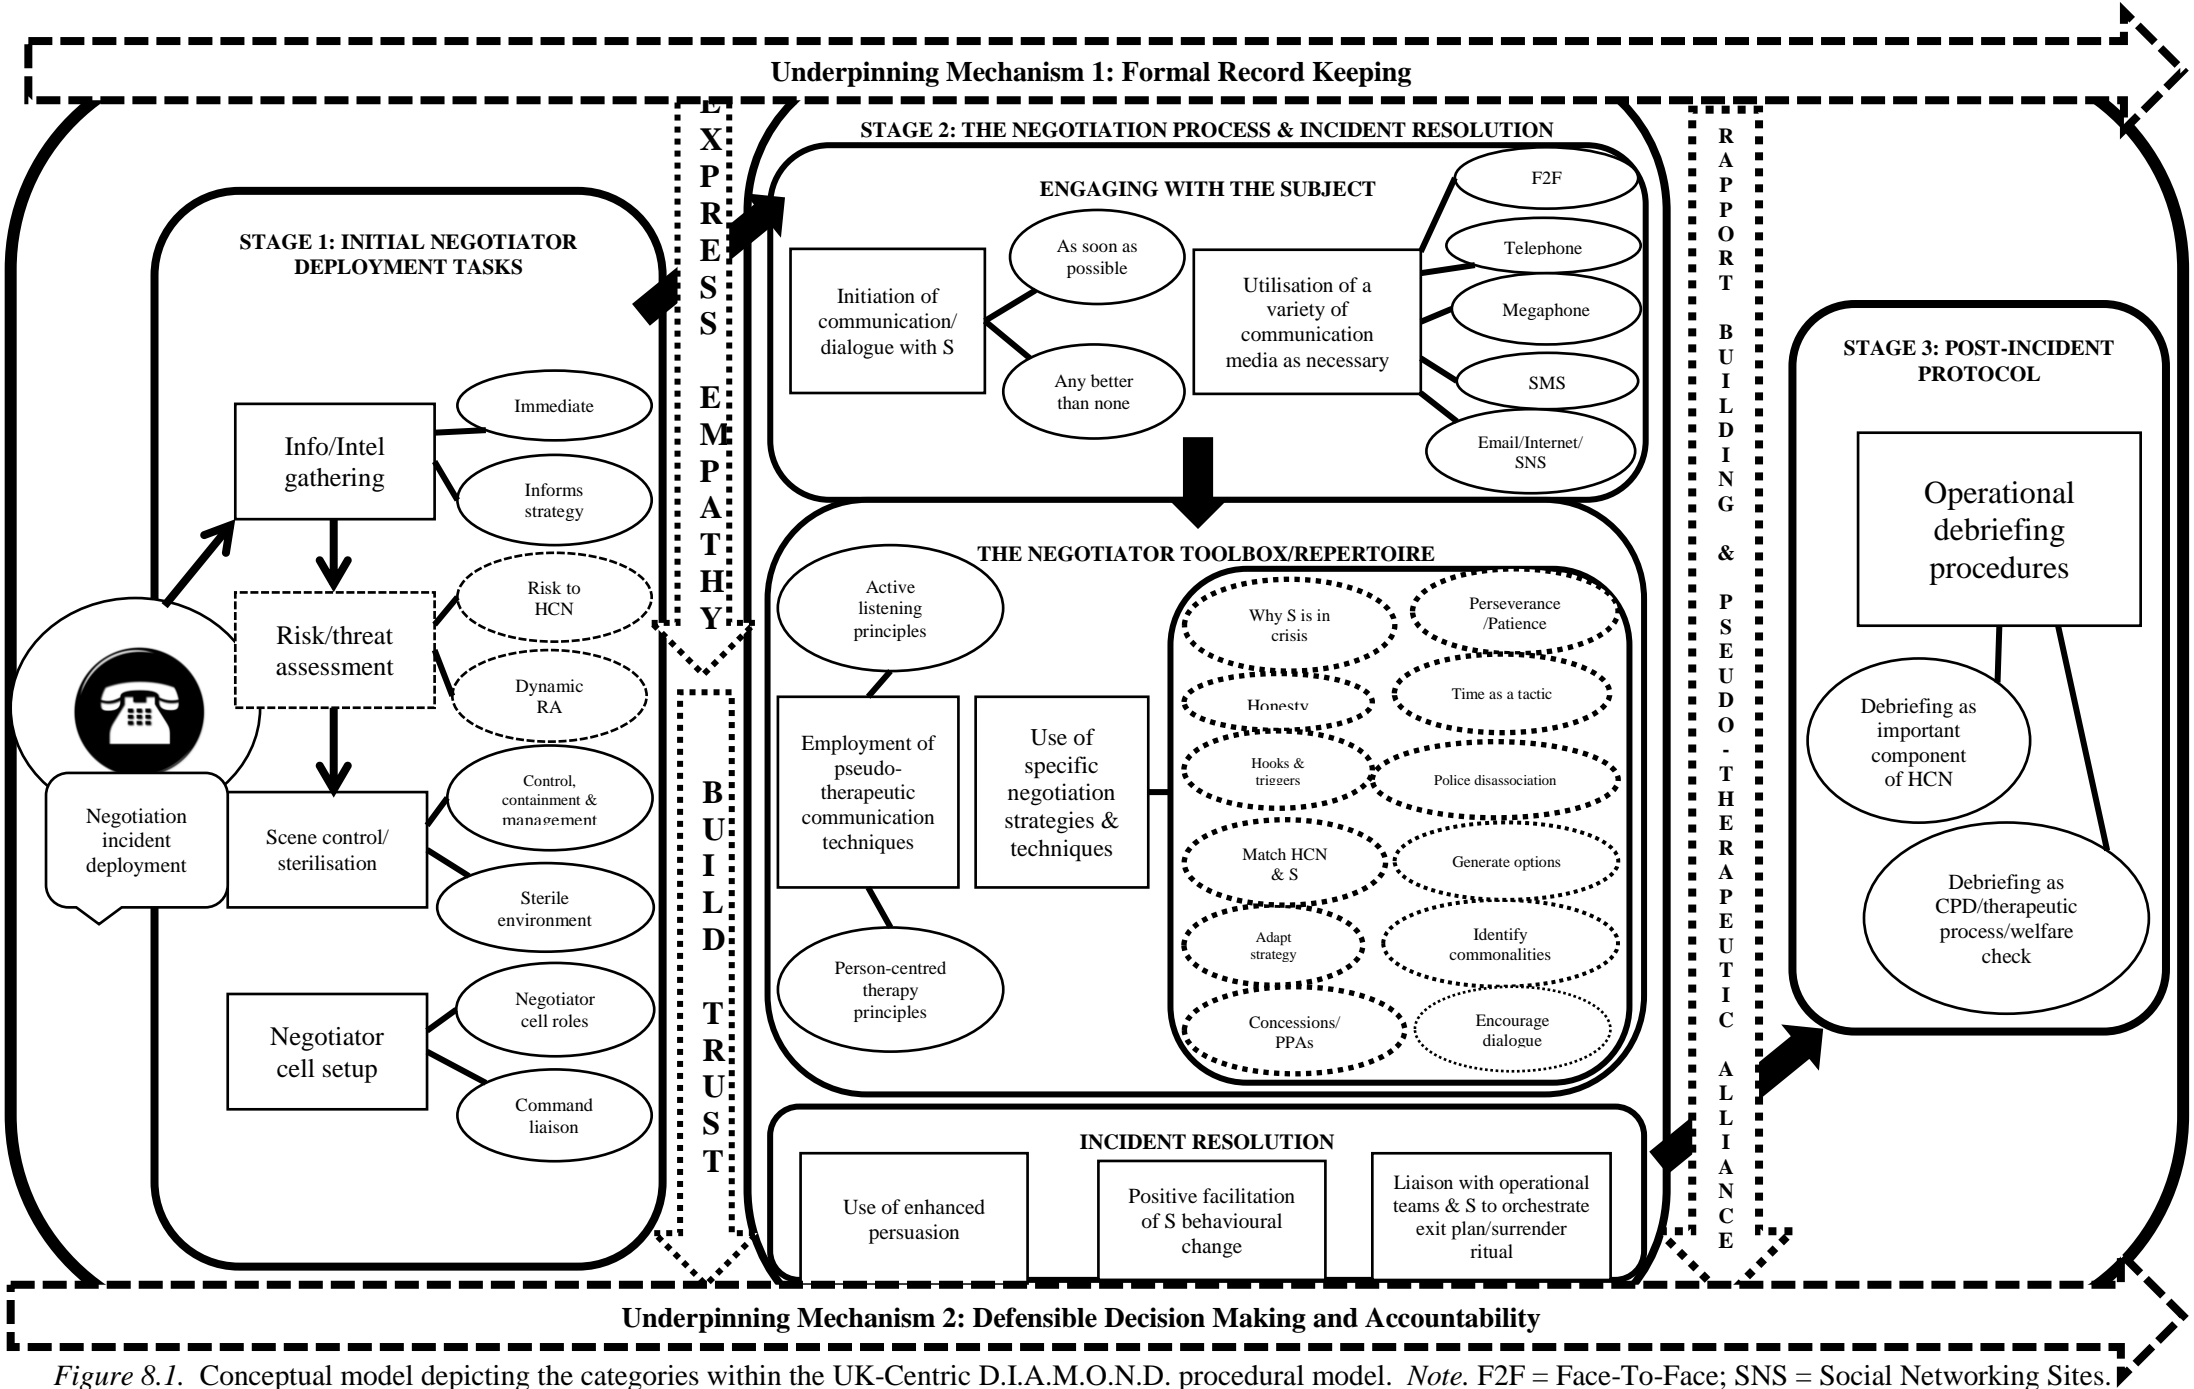 Underpinning Mechanism 1: Formal Record Keeping
STAGE 1: INITIAL NEGOTIATOR
DEPLOYMENT TASKS
Info/Intel
gathering
Immediate
Informs
strategy
Risk/threat
assessment
Risk to
HCN
Dynamic
RA
Negotiation
incident
deployment
Scene control/
sterilisation
Control,
containment &
management
Sterile
environment
Negotiator
cell setup
Negotiator
cell roles
Command
liaison
EXPRESS EMPATHY
BUILD TRUST
STAGE 2: THE NEGOTIATION PROCESS & INCIDENT RESOLUTION
ENGAGING WITH THE SUBJECT
Initiation of
communication/
dialogue with S
As soon as
possible
Any better
than none
Utilisation of a
variety of
communication
media as necessary
F2F
Telephone
Megaphone
SMS
Email/Internet/
SNS
THE NEGOTIATOR TOOLBOX/REPERTOIRE
Active
listening
principles
Employment of
pseudo-
therapeutic
communication
techniques
Person-centred
therapy
principles
Use of
specific
negotiation
strategies &
techniques
Why S is in
crisis
Perseverance
/Patience
Honesty
Time as a tactic
Hooks &
triggers
Police disassociation
Match HCN
& S
Generate options
Adapt
strategy
Identify
commonalities
Concessions/
PPAs
Encourage
dialogue
INCIDENT RESOLUTION
Use of enhanced
persuasion
Positive facilitation
of S behavioural
change
Liaison with operational
teams & S to orchestrate
exit plan/surrender
ritual
RAPPORT BUILDING & PSEUDO-THERAPEUTIC ALLIANCE
STAGE 3: POST-INCIDENT
PROTOCOL
Operational
debriefing
procedures
Debriefing as
important
component
of HCN
Debriefing as
CPD/therapeutic
process/welfare
check
Underpinning Mechanism 2: Defensible Decision Making and Accountability
Figure 8.1. Conceptual model depicting the categories within the UK-Centric D.I.A.M.O.N.D. procedural model. Note. F2F = Face-To-Face; SNS = Social Networking Sites.